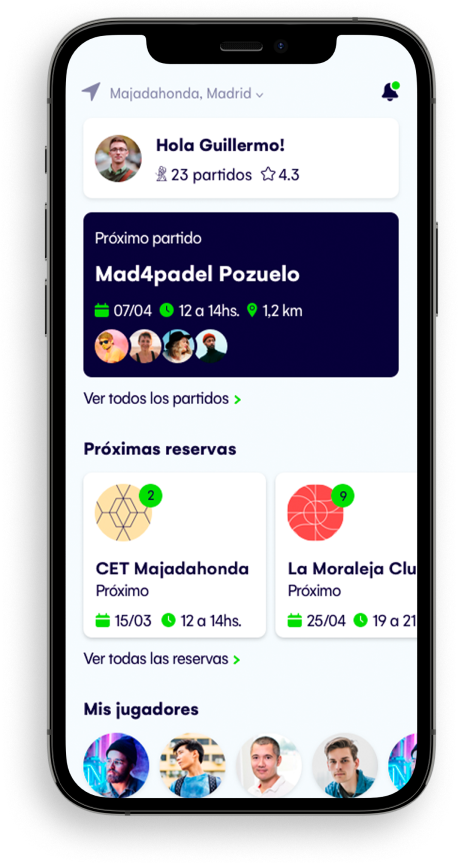 Majadahonda, Madrid
Hola Guillermo!
23 partidos 4.3
Próximo partido
Mad4padel Pozuelo
07/04 12 a 14hs. 1,2 km
Ver todos los partidos >
Próximas reservas
2
9
CET Majadahonda
La Moraleja Clu
Próximo
Próximo
15/03 12 a 14hs.
25/04 19 a 21
Ver todas las reservas >
Mis jugadores